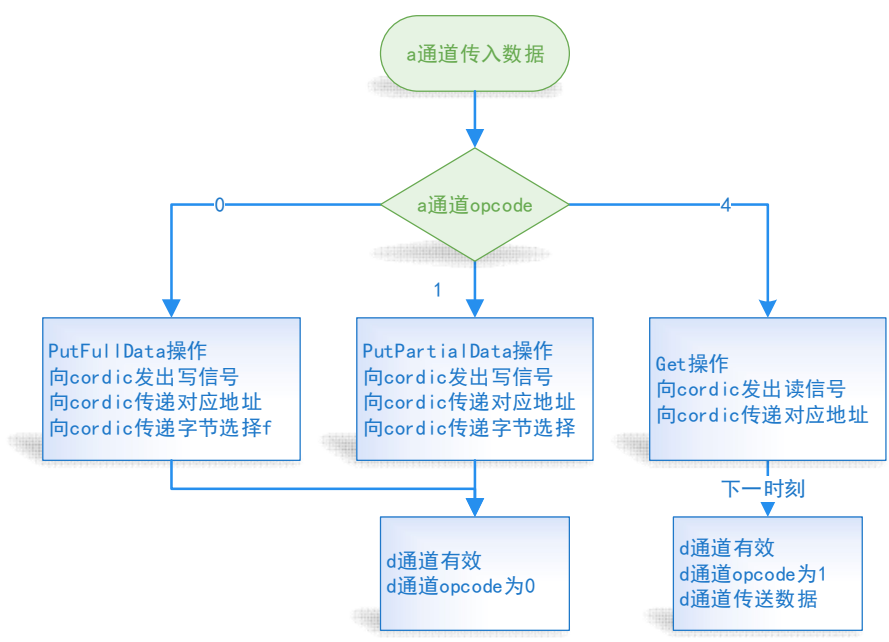 a通道传入数据
a通道opcode
0
4
1
PutFullData操作
向cordic发出写信号
向cordic传递对应地址
向cordic传递字节选择f
PutPartialData操作
向cordic发出写信号
向cordic传递对应地址
向cordic传递字节选择
Get操作
向cordic发出读信号
向cordic传递对应地址
下一时刻
d通道有效
d通道opcode为0
d通道有效
d通道opcode为1
d通道传送数据